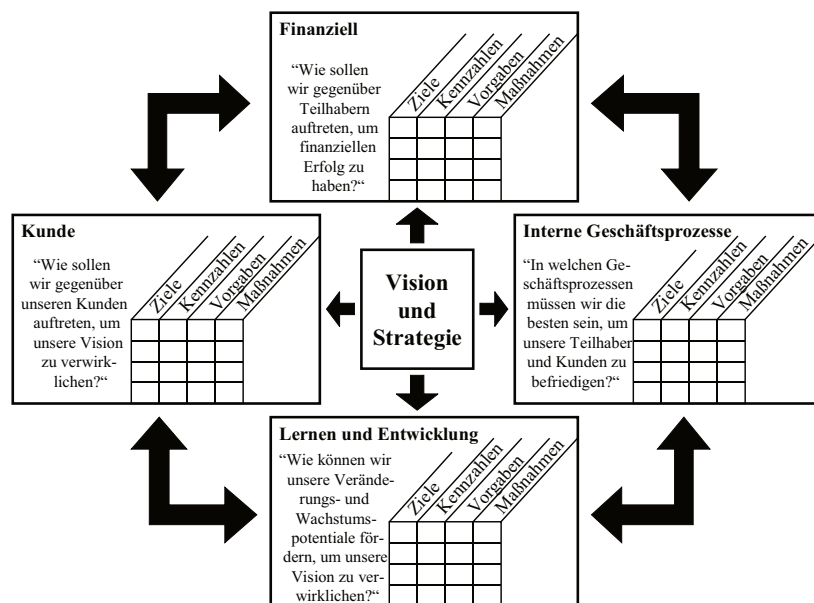 Finanziell
“Wie sollen
wir gegenüber
Teilhabern
auftreten, um
finanziellen
Erfolg zu
haben?“
Ziele
Kennzahlen
Vorgaben
Maßnahmen
Kunde
“Wie sollen
wir gegenüber
unseren Kunden
auftreten, um
unsere Vision
zu verwirk-
lichen?“
Ziele
Kennzahlen
Vorgaben
Maßnahmen
Vision
und
Strategie
Interne Geschäftsprozesse
“In welchen Ge-
schäftsprozessen
müssen wir die
besten sein, um
unsere Teilhaber
und Kunden zu
befriedigen?“
Ziele
Kennzahlen
Vorgaben
Maßnahmen
Lernen und Entwicklung
“Wie können wir
unsere Verände-
rungs- und
Wachstums-
potentiale för-
dern, um unsere
Vision zu ver-
wirklichen?“
Ziele
Kennzahlen
Vorgaben
Maßnahmen